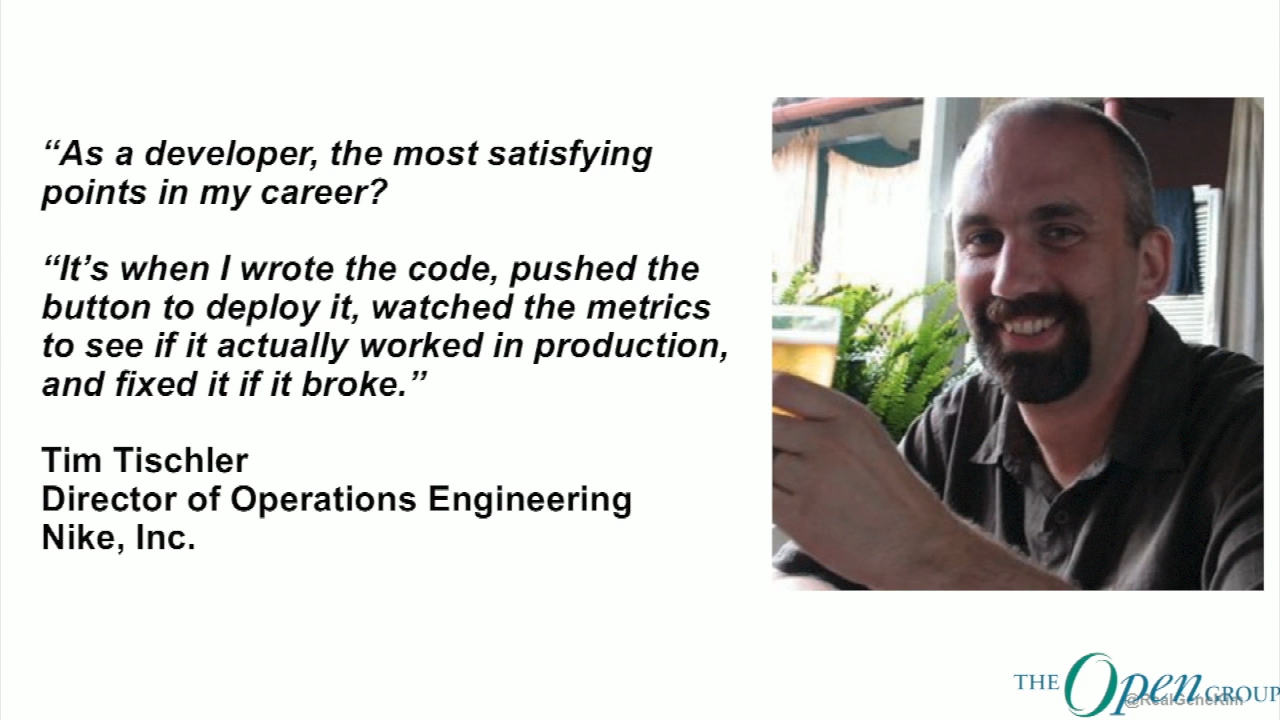 “As a developer, the most satisfying
points in my career?
“It’s when I wrote the code, pushed the
button to deploy it, watched the metrics
to see if it actually worked in production,
and fixed it if it broke.”
Tim Tischler
Director of Operations Engineering
Nike, Inc.
THE Open GROUP
@RealGeneKim